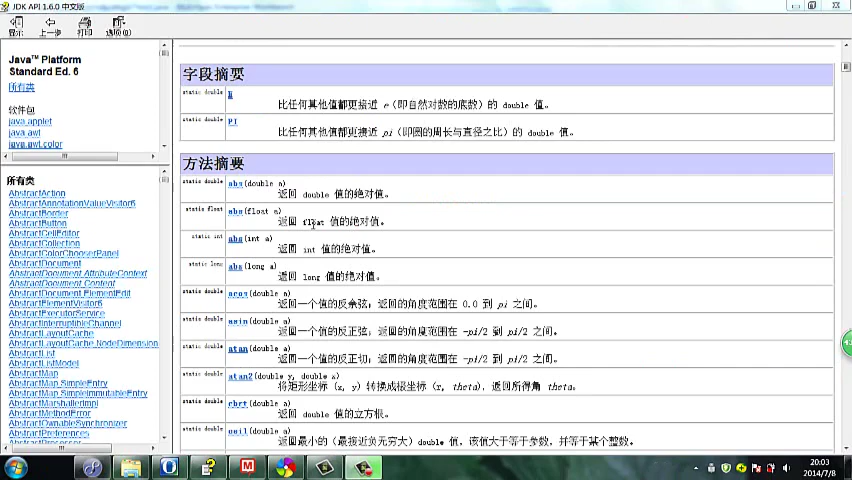 JDK API 1.6.0 中文版
显示
上一步
打印
选项(O)
Java™ Platform
Standard Ed. 6
所有类
软件包
java.applet
java.awt
java.awt.color
所有类
AbstractAction
AbstractAnnotationValueVisitor6
AbstractBorder
AbstractButton
AbstractCellEditor
AbstractCollection
AbstractColorChooserPanel
AbstractDocument
AbstractDocument.AttributeContext
AbstractDocument.Content
AbstractDocument.ElementEdit
AbstractElementVisitor6
AbstractExecutorService
AbstractInterruptibleChannel
AbstractLayoutCache
AbstractLayoutCache.NodeDimensions
AbstractList
AbstractListModel
AbstractMap
AbstractMap.SimpleEntry
AbstractMap.SimpleImmutableEntry
AbstractMarshallerImpl
AbstractMethodError
AbstractOwnableSynchronizer
AbstractPreferences
字段摘要
static double E
比任何其他值都更接近 e（即自然对数的底数）的 double 值。
static double PI
比任何其他值都更接近 pi（即圆的周长与直径之比）的 double 值。
方法摘要
static double abs(double a)
返回 double 值的绝对值。
static float abs(float a)
返回 float 值的绝对值。
static int abs(int a)
返回 int 值的绝对值。
static long abs(long a)
返回 long 值的绝对值。
static double acos(double a)
返回一个值的反余弦；返回的角度范围在 0.0 到 pi 之间。
static double asin(double a)
返回一个值的反正弦；返回的角度范围在 -pi/2 到 pi/2 之间。
static double atan(double a)
返回一个值的反正切；返回的角度范围在 -pi/2 到 pi/2 之间。
static double atan2(double y, double x)
将矩形坐标 (x, y) 转换成极坐标 (r, theta)，返回所得角 theta。
static double cbrt(double a)
返回 double 值的立方根。
static double ceil(double a)
返回最小的（最接近负无穷大）double 值，该值大于等于参数，并等于某个整数。
20:03
2014/7/8